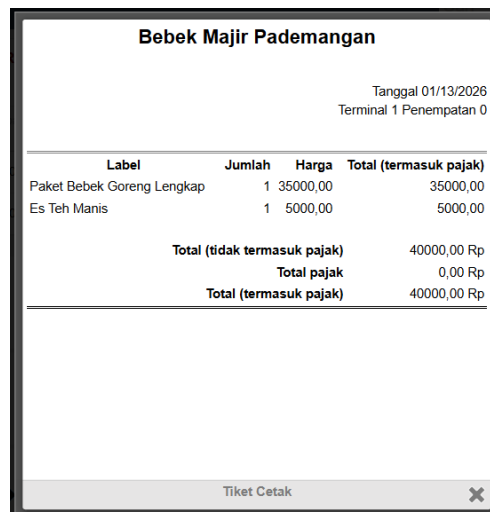 Bebek Majir Pademangan
Tanggal 01/13/2026
Terminal 1 Penempatan 0
Label Jumlah Harga Total (termasuk pajak)
Paket Bebek Goreng Lengkap 1 35000,00 35000,00
Es Teh Manis 1 5000,00 5000,00
Total (tidak termasuk pajak) 40000,00 Rp
Total pajak 0,00 Rp
Total (termasuk pajak) 40000,00 Rp
Tiket Cetak